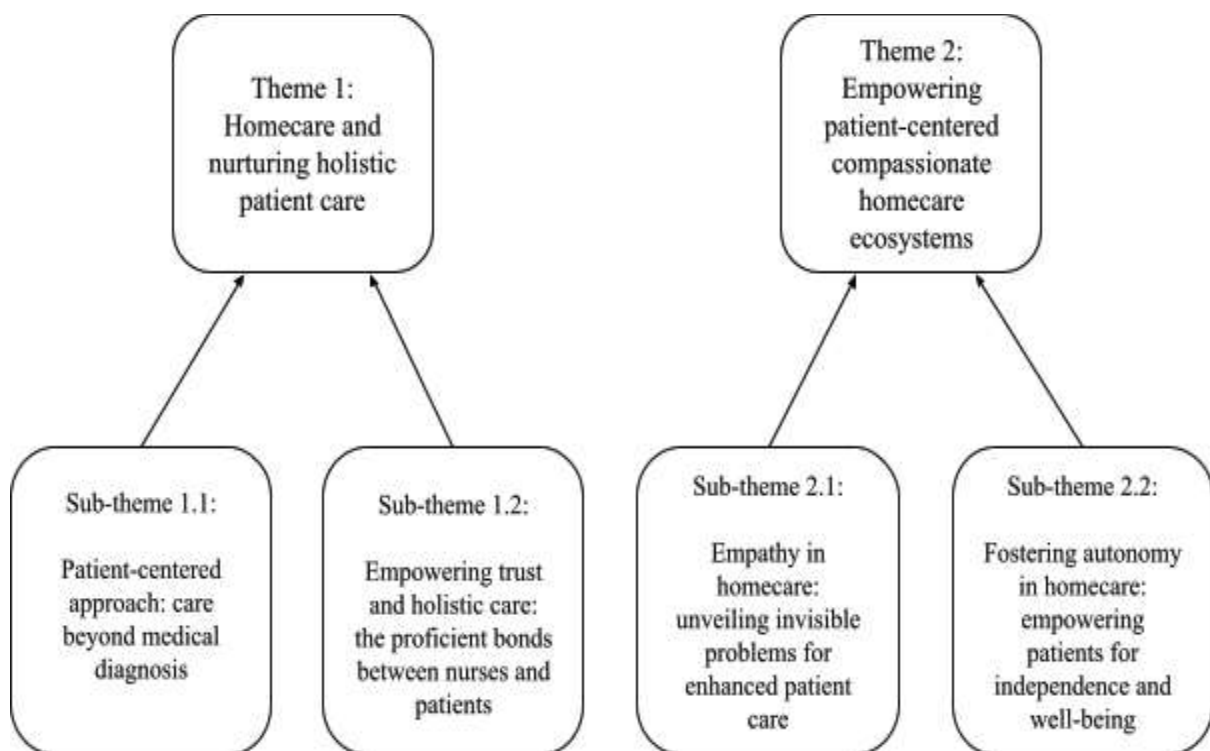 Theme 1:
Homecare and
nurturing holistic
patient care
Theme 2:
Empowering
patient-centered
compassionate
homecare
ecosystems
Sub-theme 1.1:
Patient-centered
approach: care
beyond medical
diagnosis
Sub-theme 1.2:
Empowering trust
and holistic care:
the proficient bonds
between nurses and
patients
Sub-theme 2.1:
Empathy in
homecare:
unveiling invisible
problems for
enhanced patient
care
Sub-theme 2.2:
Fostering autonomy
in homecare:
empowering
patients for
independence and
well-being